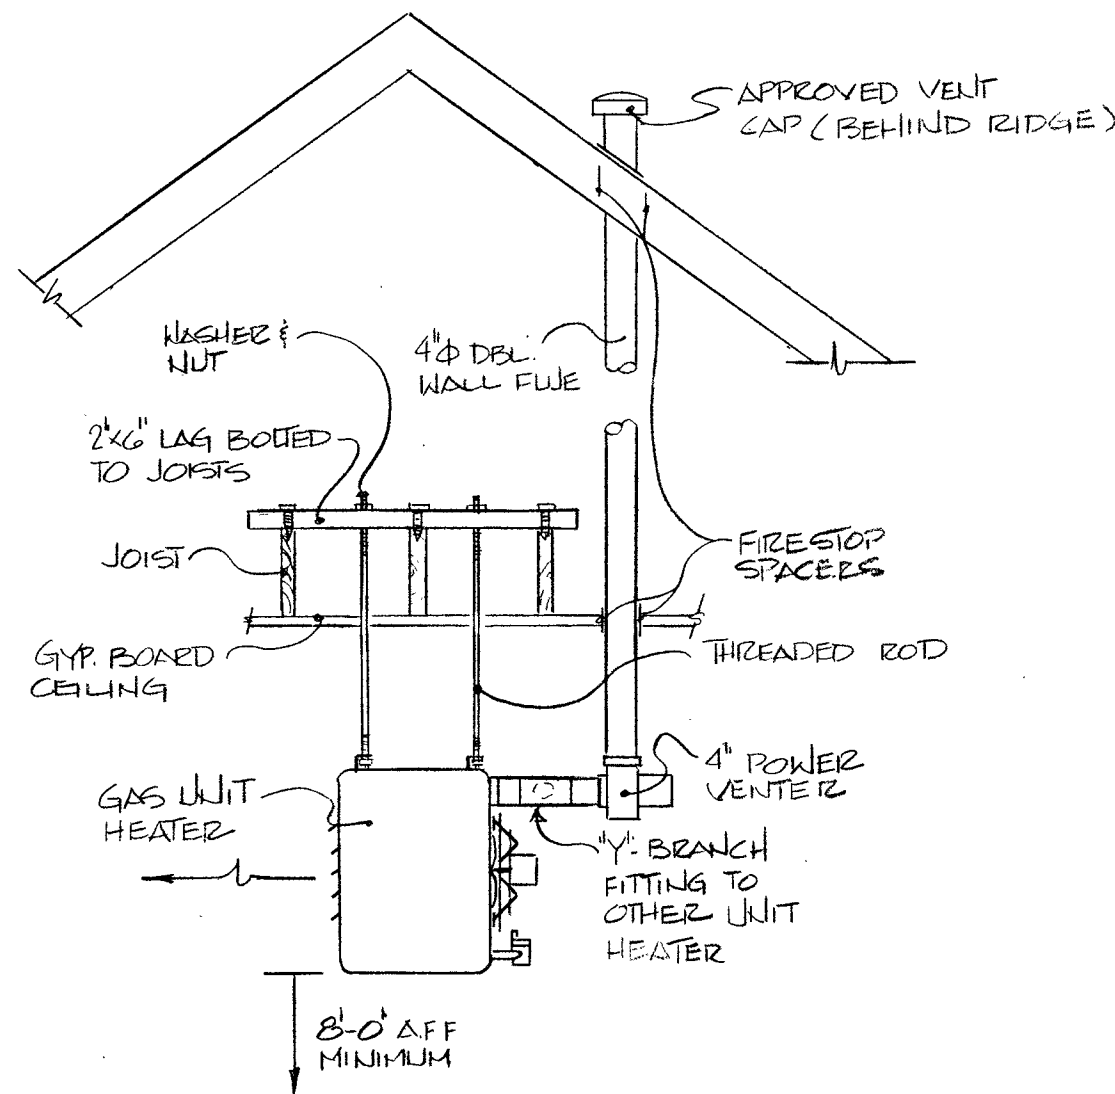 APPROVED VENT
CAP (BEHIND RIDGE)
WASHER &
NUT
4"Φ DBL.
WALL FLUE
2"x6" LAG BOLTED
TO JOISTS
JOIST
FIRESTOP
SPACERS
GYP. BOARD
CEILING
THREADED ROD
4" POWER
VENTER
GAS UNIT
HEATER
"Y"- BRANCH
FITTING TO
OTHER UNIT
HEATER
8'-0" A.F.F
MINIMUM